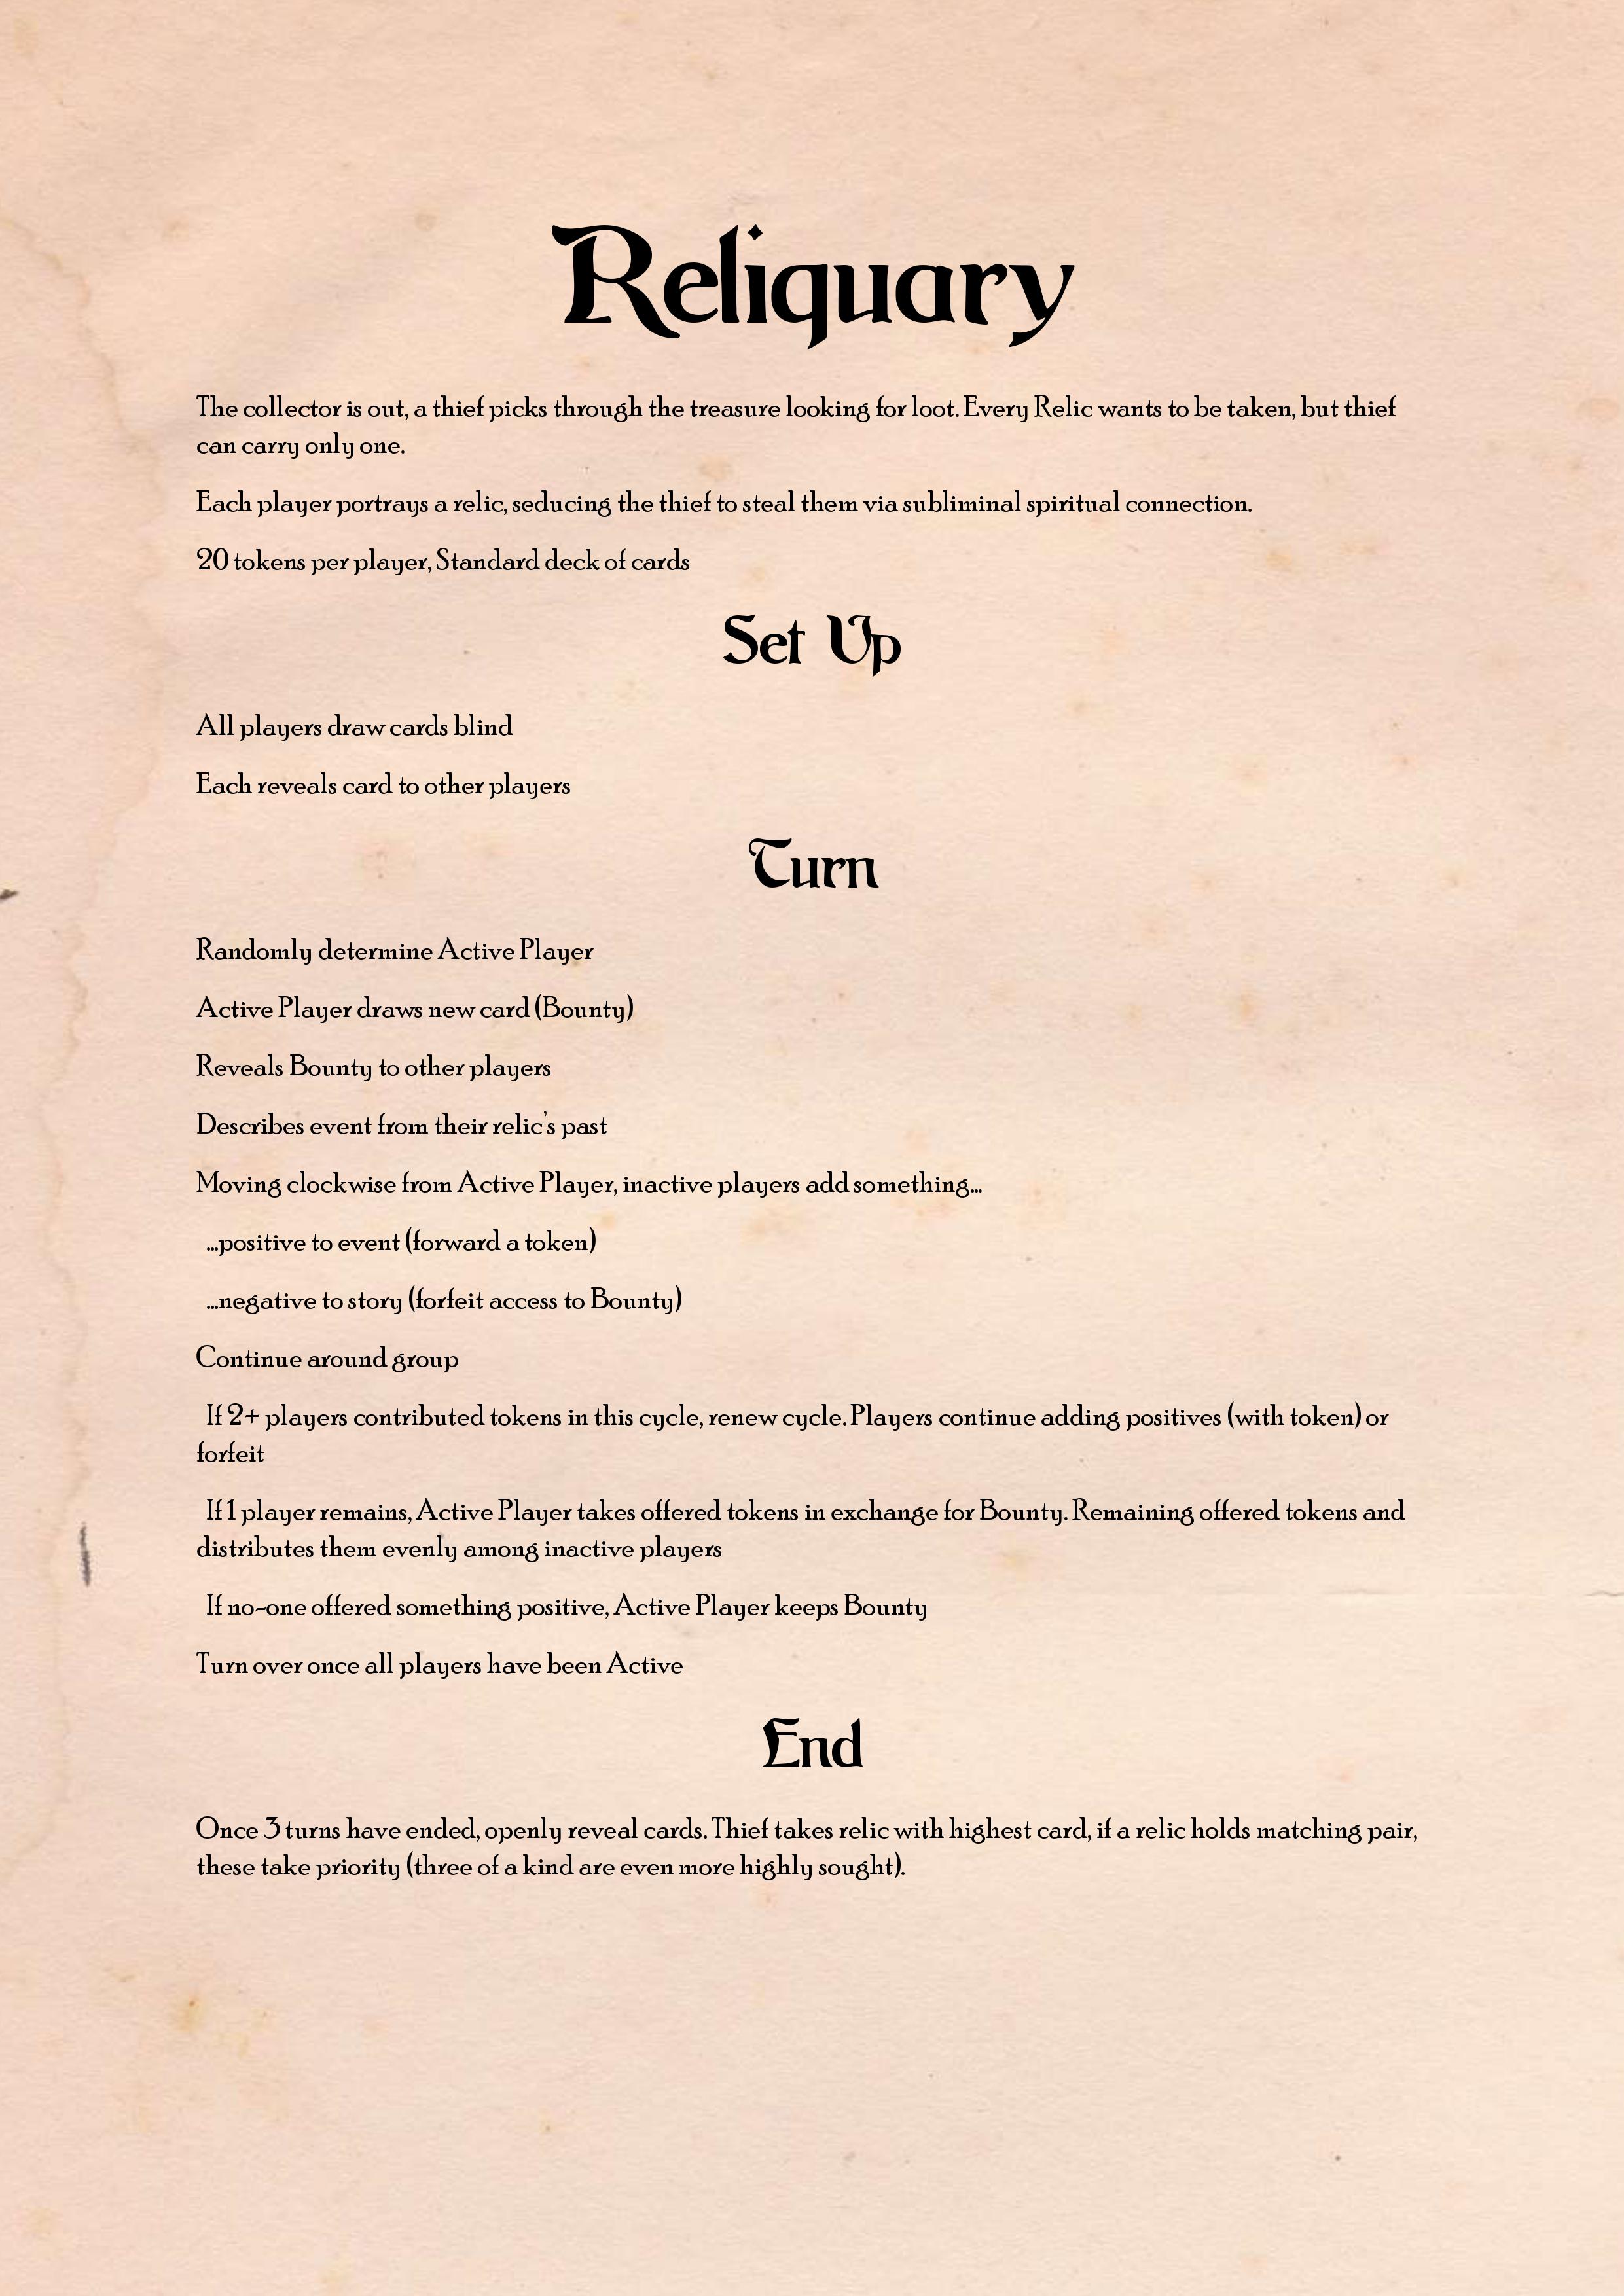 Reliquary
The collector is out, a thief picks through the treasure looking for loot. Every Relic wants to be taken, but thief
can carry only one.
Each player portrays a relic, seducing the thief to steal them via subliminal spiritual connection.
20 tokens per player, Standard deck of cards
Set Up
All players draw cards blind
Each reveals card to other players
Turn
Randomly determine Active Player
Active Player draws new card (Bounty)
Reveals Bounty to other players
Describes event from their relic's past
Moving clockwise from Active Player, inactive players add something...
...positive to event (forward a token)
...negative to story (forfeit access to Bounty)
Continue around group
If 2+ players contributed tokens in this cycle, renew cycle. Players continue adding positives (with token) or
forfeit
If 1 player remains, Active Player takes offered tokens in exchange for Bounty. Remaining offered tokens and
distributes them evenly among inactive players
If no-one offered something positive, Active Player keeps Bounty
Turn over once all players have been Active
End
Once 3 turns have ended, openly reveal cards. Thief takes relic with highest card, if a relic holds matching pair,
these take priority (three of a kind are even more highly sought).